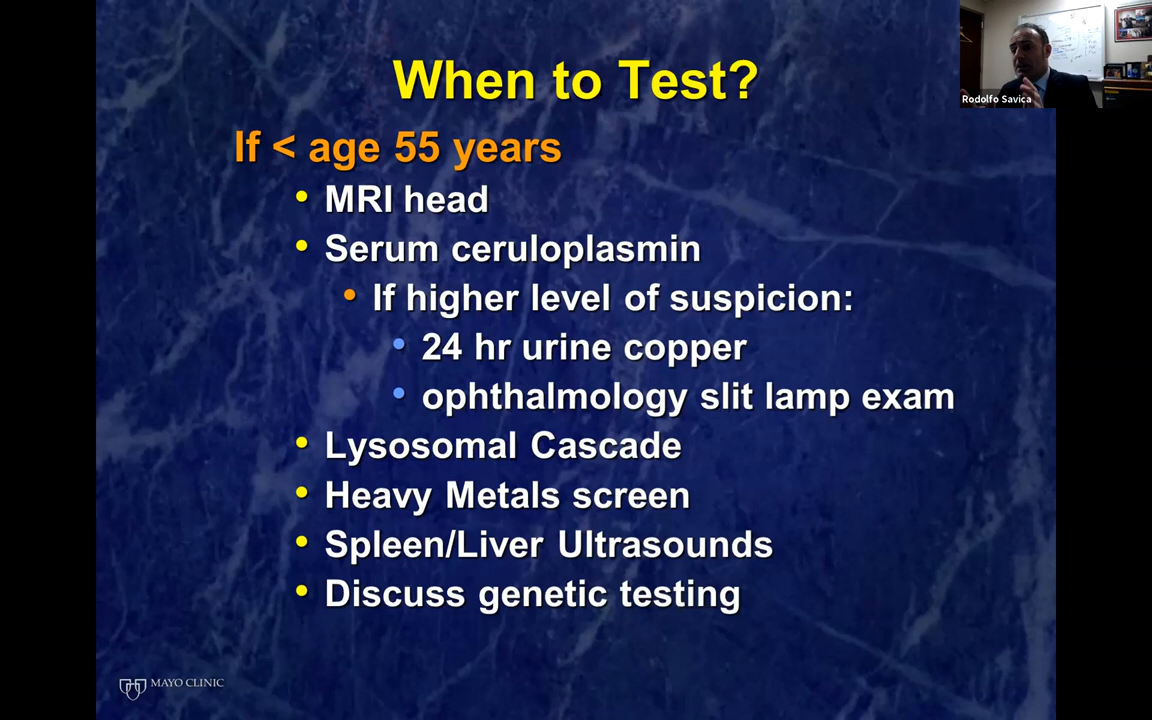 When to Test?
Rodolfo Savica
If < age 55 years
• MRI head
• Serum ceruloplasmin
• If higher level of suspicion:
• 24 hr urine copper
• ophthalmology slit lamp exam
• Lysosomal Cascade
• Heavy Metals screen
• Spleen/Liver Ultrasounds
• Discuss genetic testing
MAYO CLINIC